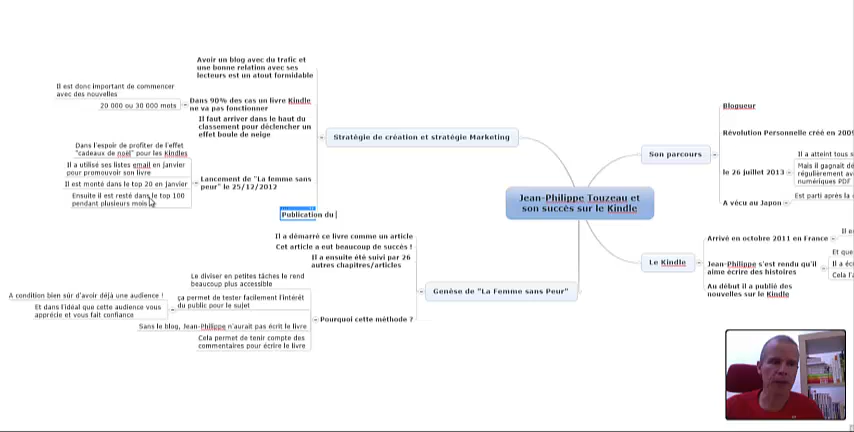 Avoir un blog avec du trafic et
une bonne relation avec ses
lecteurs est un atout formidable
Il est donc important de commencer
avec des nouvelles
20 000 ou 30 000 mots
Dans 90% des cas un livre Kindle
ne va pas fonctionner
Il faut arriver dans le haut du
classement pour déclencher un
effet boule de neige
Stratégie de création et stratégie Marketing
Dans l'espoir de profiter de l'effet
"cadeaux de noël" pour les Kindles
Il a utilisé ses listes email en janvier
pour promouvoir son livre
Il est monté dans le top 20 en janvier
Ensuite il est resté dans le top 100
pendant plusieurs mois
Lancement de "La femme sans
peur" le 25/12/2012
Publication du
Jean-Philippe Touzeau et
son succès sur le Kindle
Il a démarré ce livre comme un article
Cet article a eut beaucoup de succès !
Il a ensuite été suivi par 26
autres chapitres/articles
Genèse de "La Femme sans Peur"
Le diviser en petites tâches le rend
beaucoup plus accessible
A condition bien sûr d'avoir déjà une audience !
Et dans l'idéal que cette audience vous
apprécie et vous fait confiance
ça permet de tester facilement l'intérêt
du public pour le sujet
Pourquoi cette méthode ?
Sans le blog, Jean-Philippe n'aurait pas écrit le livre
Cela permet de tenir compte des
commentaires pour écrire le livre
Blogueur
Révolution Personnelle créé en 2009
Son parcours
Il a atteint tous s
le 26 juillet 2013
Mais il gagnait dé
régulièrement av
numériques PDF
A vécu au Japon
Est parti après la
Le Kindle
Arrivé en octobre 2011 en France
Il e
Et que
Jean-Philippe s'est rendu qu'il
aime écrire des histoires
Il a éc
Cela l'a
Au début il a publié des
nouvelles sur le Kindle